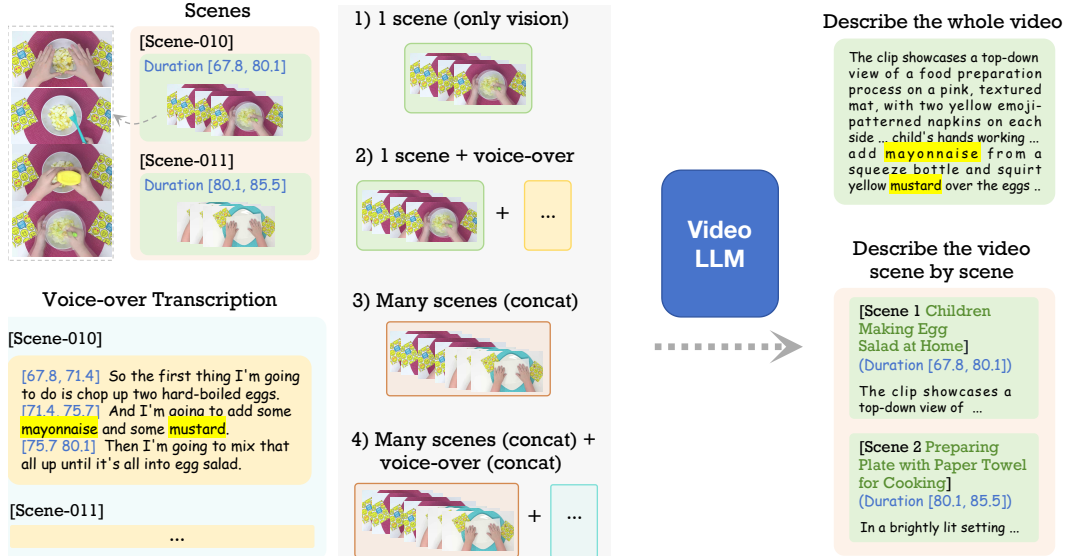 Scenes
[Scene-010]
Duration [67.8, 80.1]
[Scene-011]
Duration [80.1, 85.5]
Voice-over Transcription
[Scene-010]
[67.8, 71.4] So the first thing I'm going
to do is chop up two hard-boiled eggs.
[71.4, 75.7] And I'm going to add some
mayonnaise and some mustard.
[75.7 80.1] Then I'm going to mix that
all up until it's all into egg salad.
[Scene-011]
...
1) 1 scene (only vision)
2) 1 scene + voice-over
+
...
3) Many scenes (concat)
4) Many scenes (concat) +
voice-over (concat)
+
...
Video
LLM
Describe the whole video
The clip showcases a top-down
view of a food preparation
process on a pink, textured
mat, with two yellow emoji-
patterned napkins on each
side ... child's hands working ...
add mayonnaise from a
squeeze bottle and squirt
yellow mustard over the eggs ..
Describe the video
scene by scene
[Scene 1 Children
Making Egg
Salad at Home]
(Duration [67.8, 80.1])
The clip showcases a
top-down view of ...
[Scene 2 Preparing
Plate with Paper Towel
for Cooking]
(Duration [80.1, 85.5])
In a brightly lit setting ...